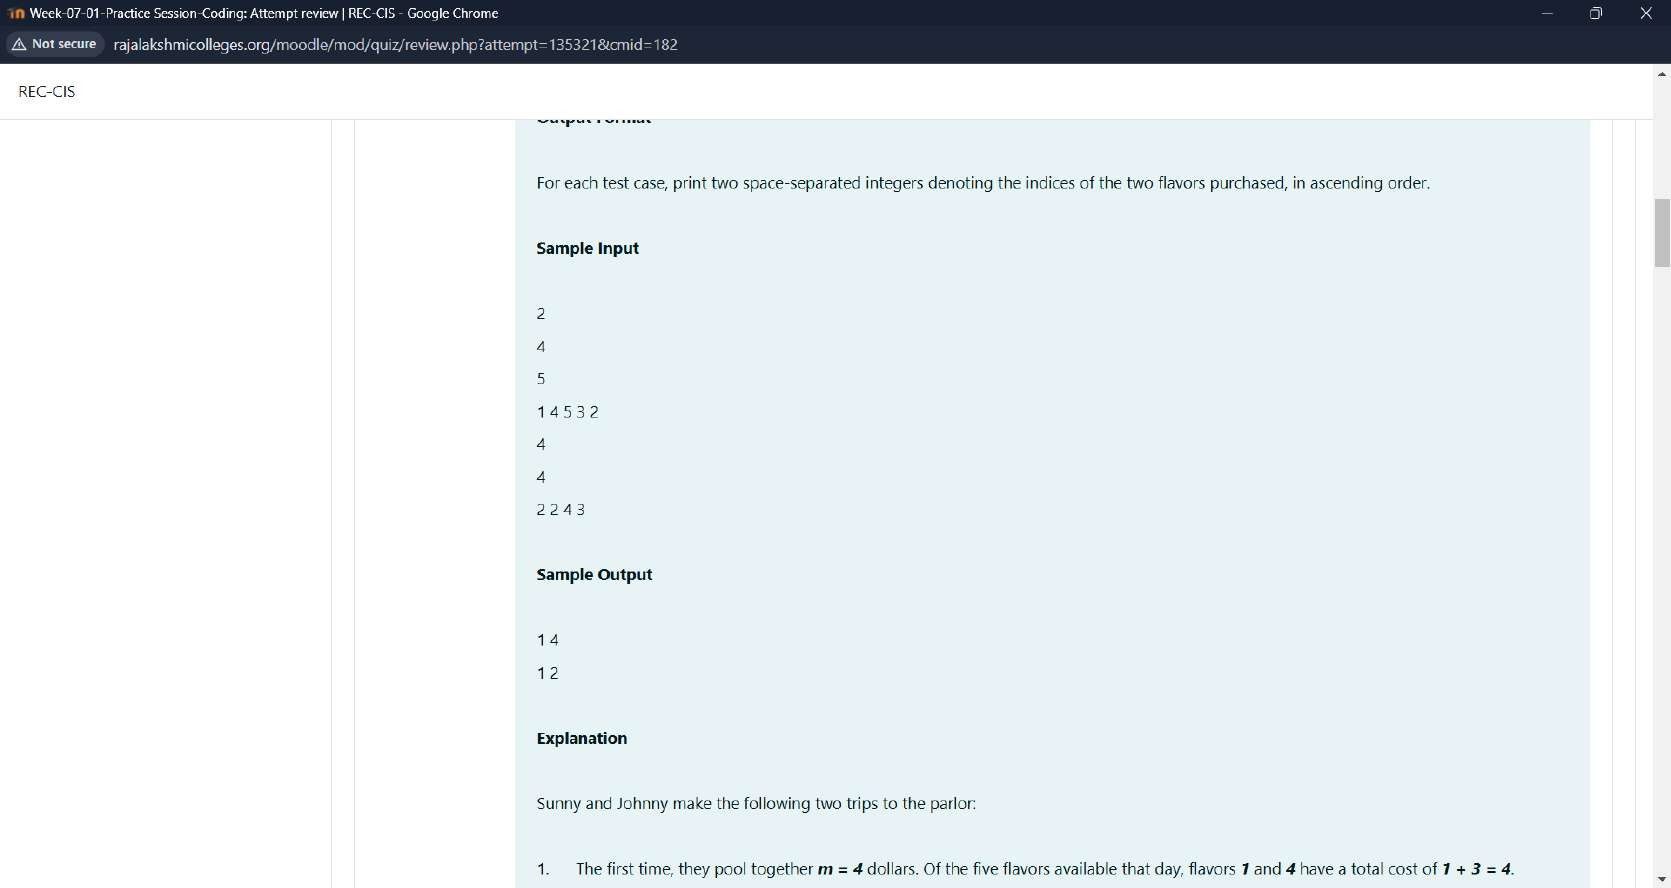 Week-07-01-Practice Session-Coding: Attempt review | REC-CIS - Google Chrome
Not secure rajalakshmicolleges.org/moodle/mod/quiz/review.php?attempt=135321&cmid=182
REC-CIS
Output Format
For each test case, print two space-separated integers denoting the indices of the two flavors purchased, in ascending order.
Sample Input
2
4
5
1 4 5 3 2
4
4
2 2 4 3
Sample Output
1 4
1 2
Explanation
Sunny and Johnny make the following two trips to the parlor:
1. The first time, they pool together m = 4 dollars. Of the five flavors available that day, flavors 1 and 4 have a total cost of 1 + 3 = 4.